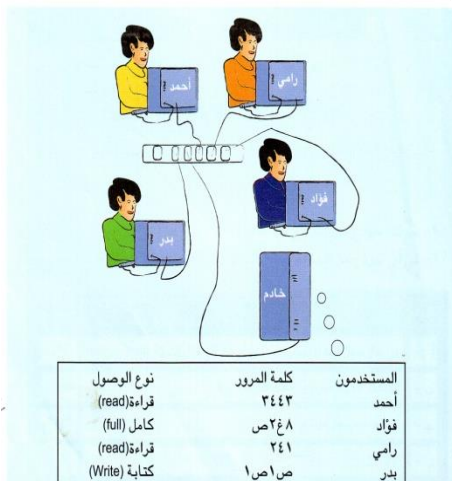 أحمد
رامي
فؤاد
بدر
خادم
المستخدمون كلمة المرور نوع الوصول
أحمد ٣٤٤٣ قراءة(read)
فؤاد ٨غ٢ص كامل (full)
رامي ٢٤١ قراءة(read)
بدر ص١ص١ كتابة (Write)